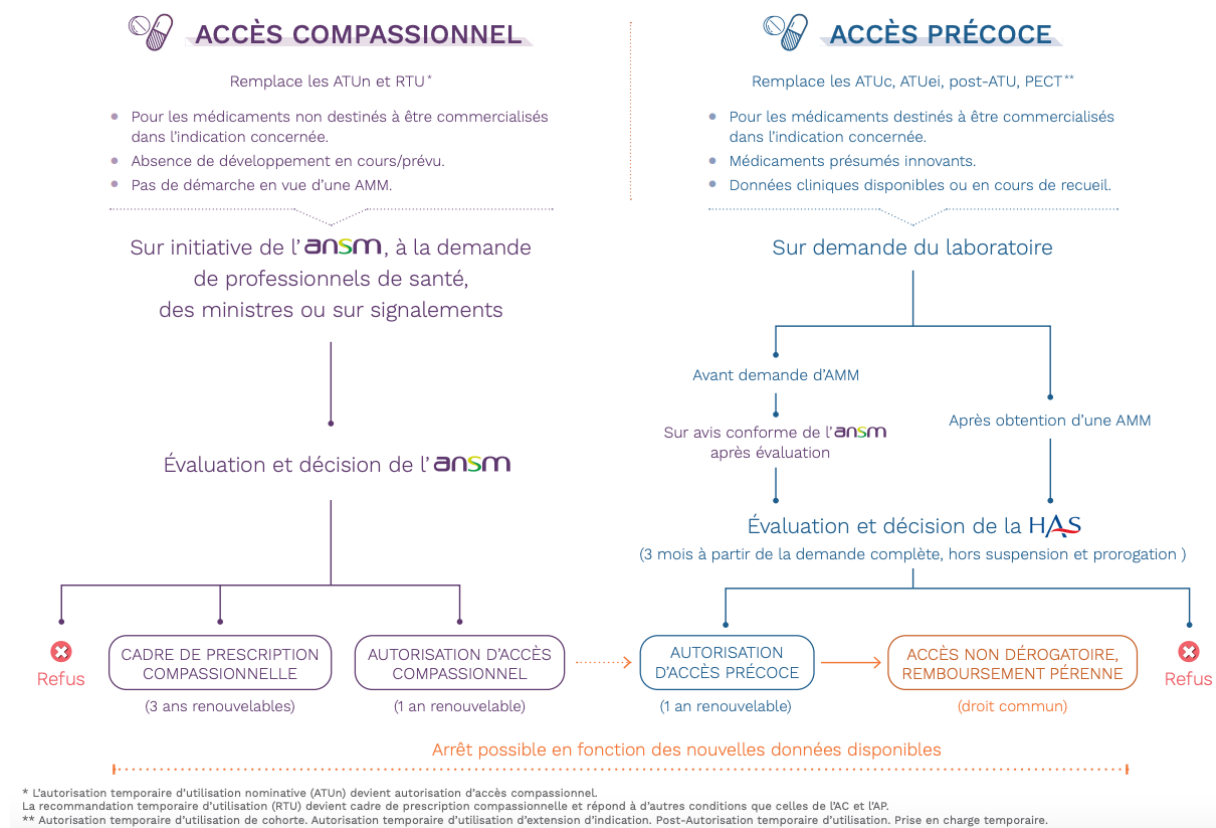 ACCÈS COMPASSIONNEL
Remplace les ATUn et RTU*
• Pour les médicaments non destinés à être commercialisés
dans l'indication concernée.
• Absence de développement en cours/prévu.
• Pas de démarche en vue d'une AMM.
Sur initiative de l'ansm, à la demande
de professionnels de santé,
des ministres ou sur signalements
Évaluation et décision de l'ansm
Refus
CADRE DE PRESCRIPTION
COMPASSIONNELLE
(3 ans renouvelables)
AUTORISATION D'ACCÈS
COMPASSIONNEL
(1 an renouvelable)
ACCÈS PRÉCOCE
Remplace les ATUc, ATUei, post-ATU, PECT**
• Pour les médicaments destinés à être commercialisés
dans l'indication concernée.
• Médicaments présumés innovants.
• Données cliniques disponibles ou en cours de recueil.
Sur demande du laboratoire
Avant demande d'AMM
Sur avis conforme de l'ansm
après évaluation
Après obtention d'une AMM
Évaluation et décision de la HAS
(3 mois à partir de la demande complète, hors suspension et prorogation )
AUTORISATION
D'ACCÈS PRÉCOCE
(1 an renouvelable)
ACCÈS NON DÉROGATOIRE,
REMBOURSEMENT PÉRENNE
(droit commun)
Refus
Arrêt possible en fonction des nouvelles données disponibles
* L'autorisation temporaire d'utilisation nominative (ATUn) devient autorisation d'accès compassionnel.
La recommandation temporaire d'utilisation (RTU) devient cadre de prescription compassionnelle et répond à d'autres conditions que celles de l'AC et l'AP.
** Autorisation temporaire d'utilisation de cohorte. Autorisation temporaire d'utilisation d'extension d'indication. Post-Autorisation temporaire d'utilisation. Prise en charge temporaire.